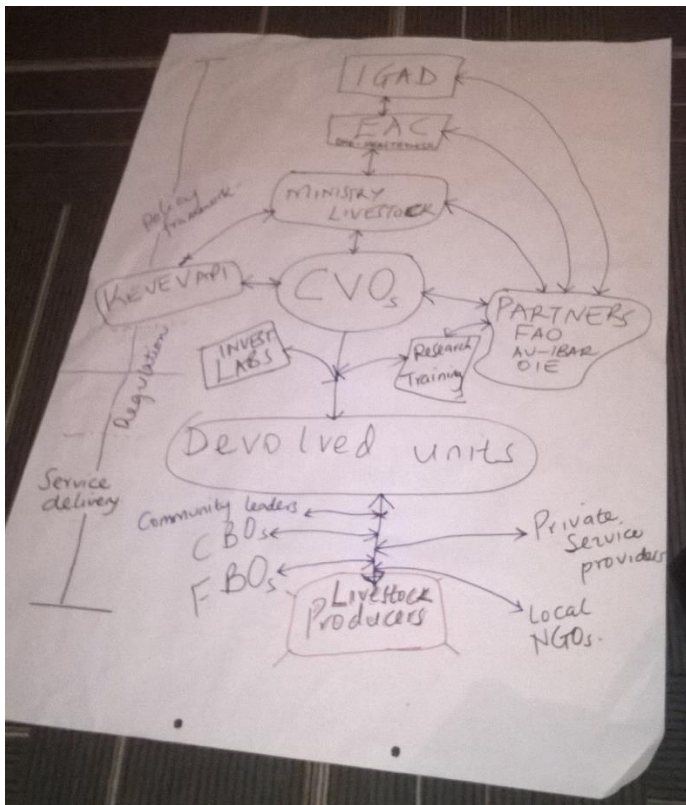 IGAD
EAC
Policy
framework
MINISTRY
LIVESTOCK
KEVEVAPI
CVOs
PARTNERS
FAO
AU-IBAR
OIE
INVEST
LABS
Research
Training
Regulation
Devolved units
Service
delivery
Community leaders
CBOs
FBOs
Private
Service
providers
Livestock
Producers
Local
NGOs.